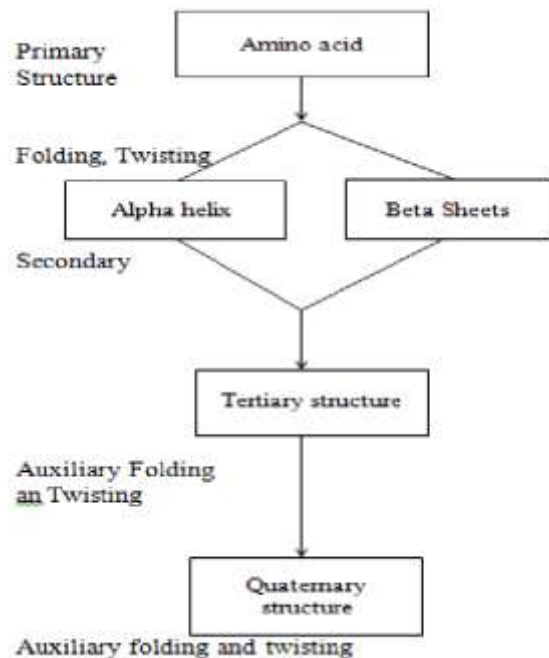 Amino acid
Primary
Structure
Folding, Twisting
Alpha helix
Beta Sheets
Secondary
Tertiary structure
Auxiliary Folding
an Twisting
Quaternary
structure
Auxiliary folding and twisting